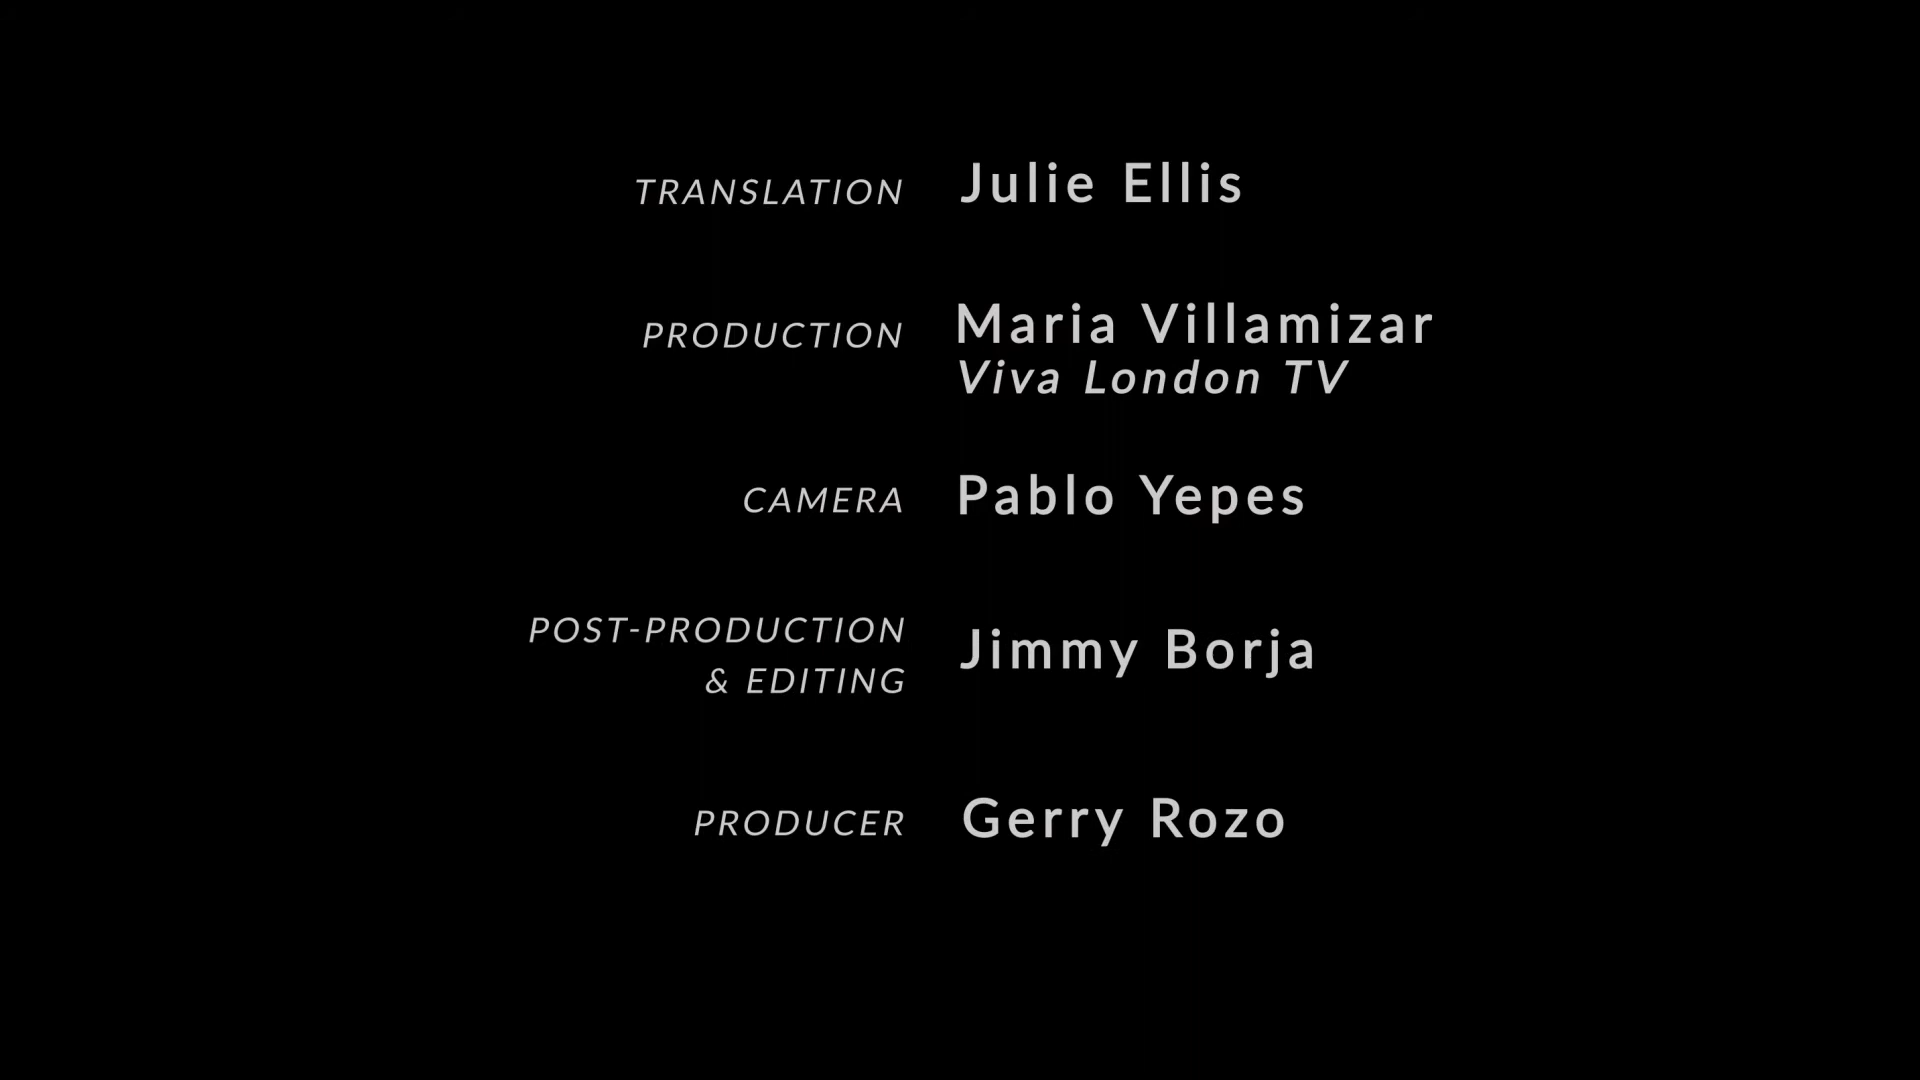 TRANSLATION Julie Ellis
PRODUCTION Maria Villamizar
Viva London TV
CAMERA Pablo Yepes
POST-PRODUCTION
& EDITING Jimmy Borja
PRODUCER Gerry Rozo